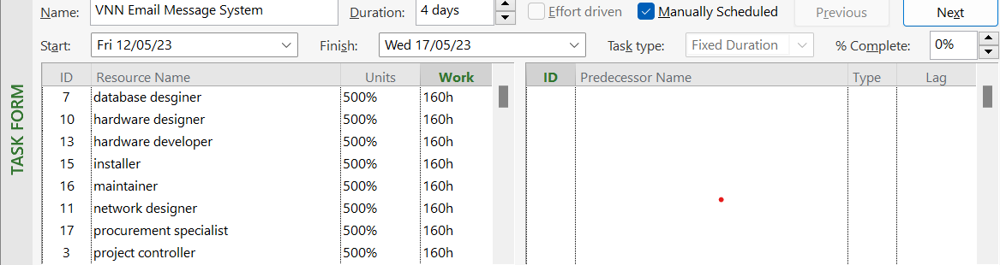 Name: VNN Email Message System Duration: 4 days Effort driven Manually Scheduled Previous Next
Start: Fri 12/05/23 Finish: Wed 17/05/23 Task type: Fixed Duration % Complete: 0%
TASK FORM
ID Resource Name Units Work ID Predecessor Name Type Lag
7 database desginer 500% 160h
10 hardware designer 500% 160h
13 hardware developer 500% 160h
15 installer 500% 160h
16 maintainer 500% 160h
11 network designer 500% 160h
17 procurement specialist 500% 160h
3 project controller 500% 160h